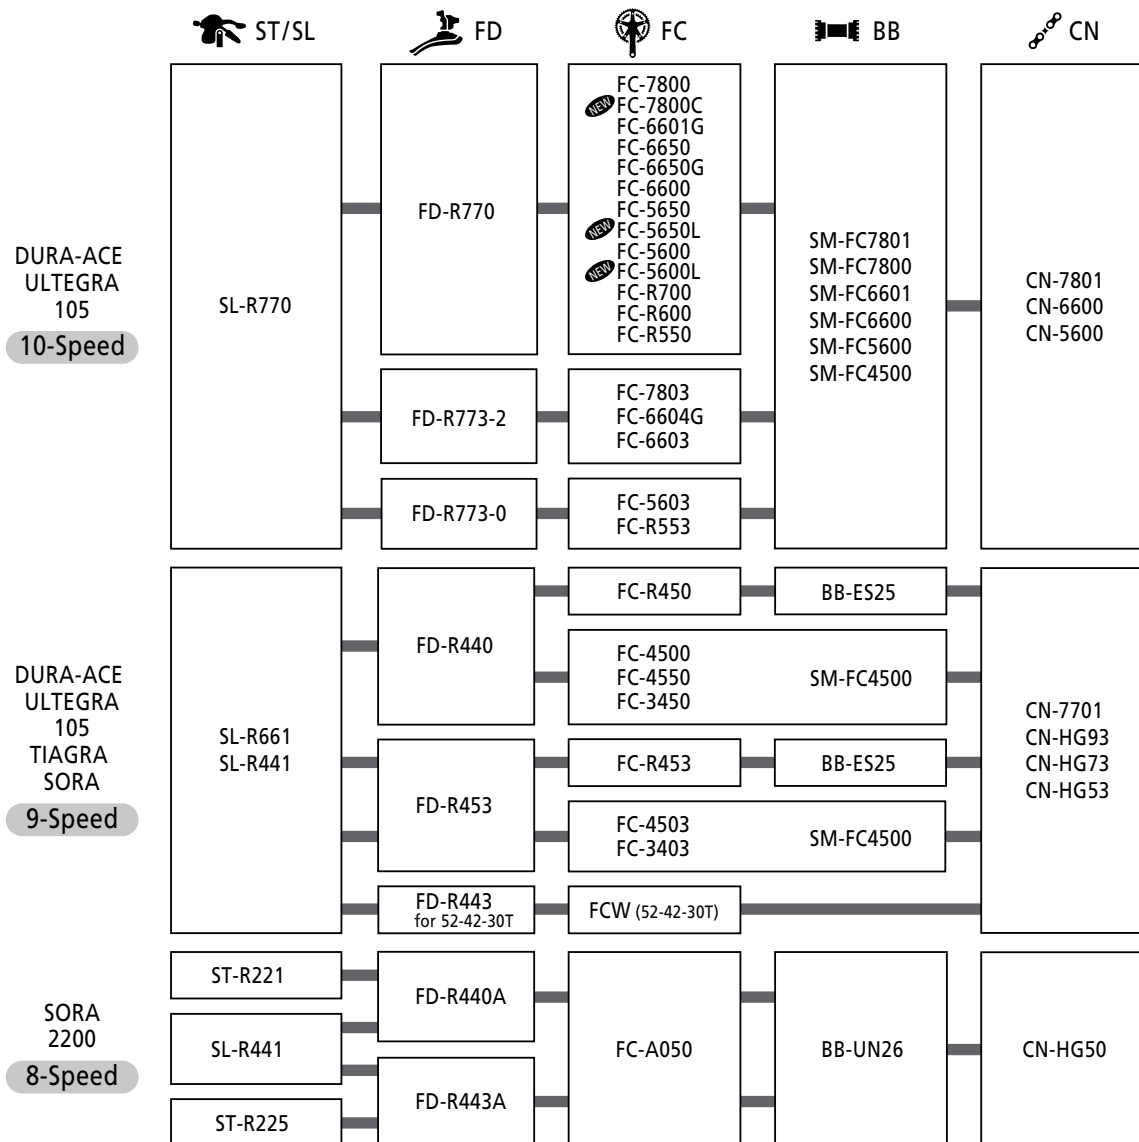 ST/SL
FD
FC
BB
CN
DURA-ACE
ULTEGRA
105
10-Speed
SL-R770
FD-R770
FC-7800
NEW FC-7800C
FC-6601G
FC-6650
FC-6650G
FC-6600
FC-5650
NEW FC-5650L
FC-5600
NEW FC-5600L
FC-R700
FC-R600
FC-R550
FD-R773-2
FC-7803
FC-6604G
FC-6603
FD-R773-0
FC-5603
FC-R553
SM-FC7801
SM-FC7800
SM-FC6601
SM-FC6600
SM-FC5600
SM-FC4500
CN-7801
CN-6600
CN-5600
DURA-ACE
ULTEGRA
105
TIAGRA
SORA
9-Speed
SL-R661
SL-R441
FD-R440
FC-R450
BB-ES25
FC-4500
FC-4550
FC-3450
SM-FC4500
FD-R453
FC-R453
BB-ES25
FC-4503
FC-3403
SM-FC4500
FD-R443
for 52-42-30T
FCW (52-42-30T)
CN-7701
CN-HG93
CN-HG73
CN-HG53
SORA
2200
8-Speed
ST-R221
SL-R441
ST-R225
FD-R440A
FD-R443A
FC-A050
BB-UN26
CN-HG50